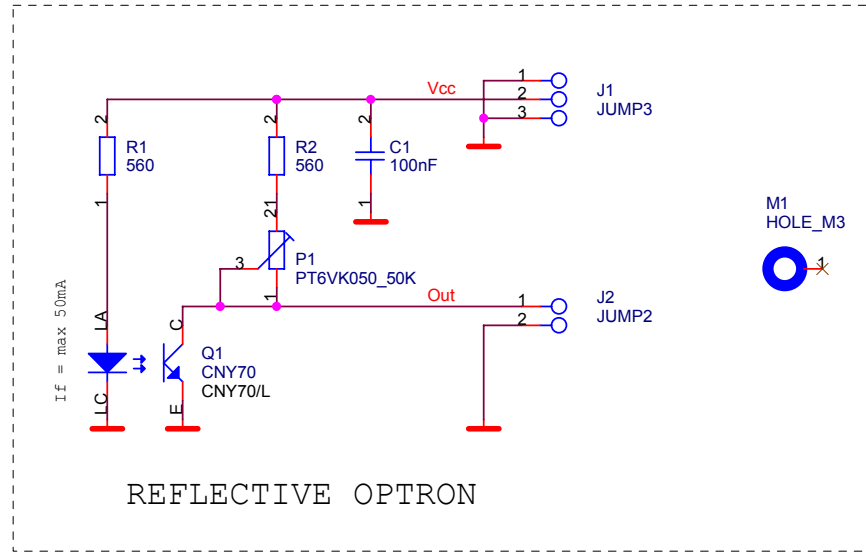 Vcc
1
2
3
J1
JUMP3
2
R1
560
1
2
R2
560
2
C1
100nF
1
21
3
P1
PT6VK050_50K
1
M1
HOLE_M3
1
Out
1
2
J2
JUMP2
If = max 50mA
LA
LC
C
E
Q1
CNY70
CNY70/L
REFLECTIVE OPTRON